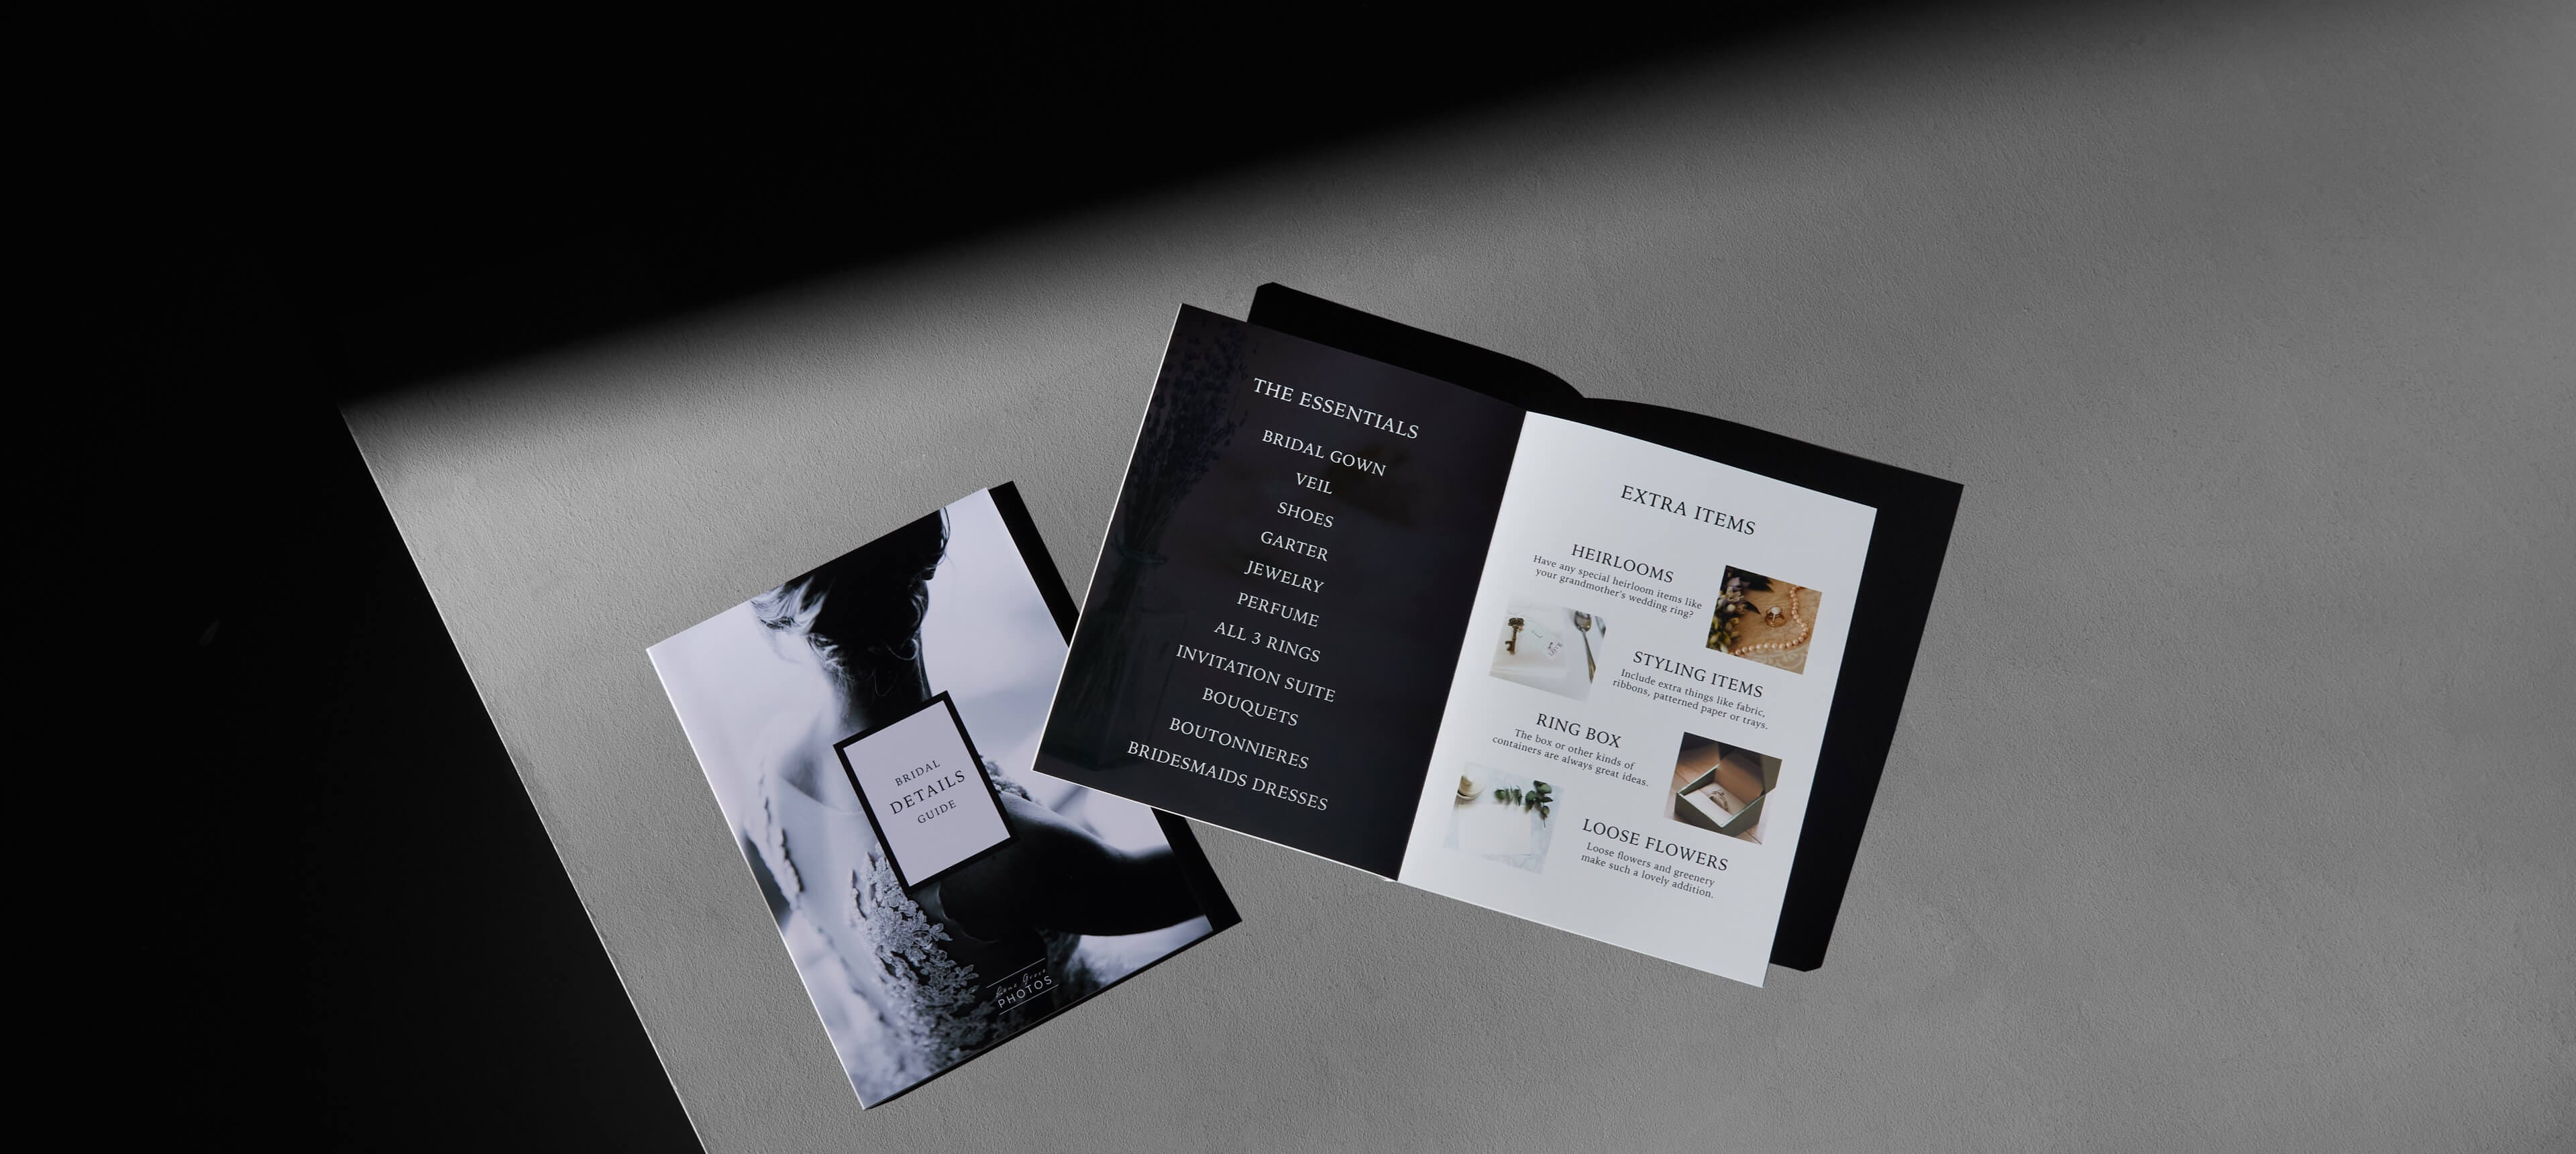 BRIDAL
DETAILS
GUIDE
PHOTOS
THE ESSENTIALS
BRIDAL GOWN
VEIL
SHOES
GARTER
JEWELRY
PERFUME
ALL 3 RINGS
INVITATION SUITE
BOUQUETS
BOUTONNIERES
BRIDESMAIDS DRESSES
EXTRA ITEMS
HEIRLOOMS
Have any special heirloom items like
your grandmother's wedding ring?
STYLING ITEMS
Include extra things like fabric,
ribbons, patterned paper or trays.
RING BOX
The box or other kinds of
containers are always great ideas.
LOOSE FLOWERS
Loose flowers and greenery
make such a lovely addition.